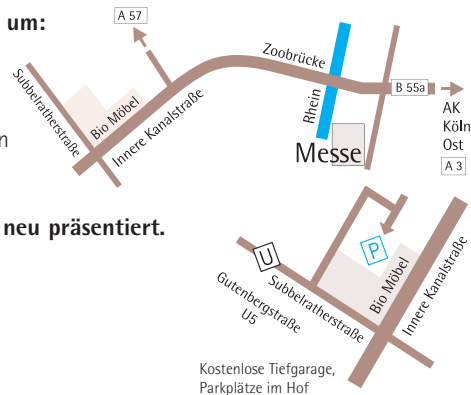 um:
A 57
Zoobrücke
Subbelratherstraße
Bio Möbel
Innere Kanalstraße
Rhein
B 55a
AK
Köln
Ost
A 3
n
Messe
neu präsentiert.
U
P
Subbelratherstraße
Gutenbergstraße
U5
Bio Möbel
Innere Kanalstraße
Kostenlose Tiefgarage,
Parkplätze im Hof